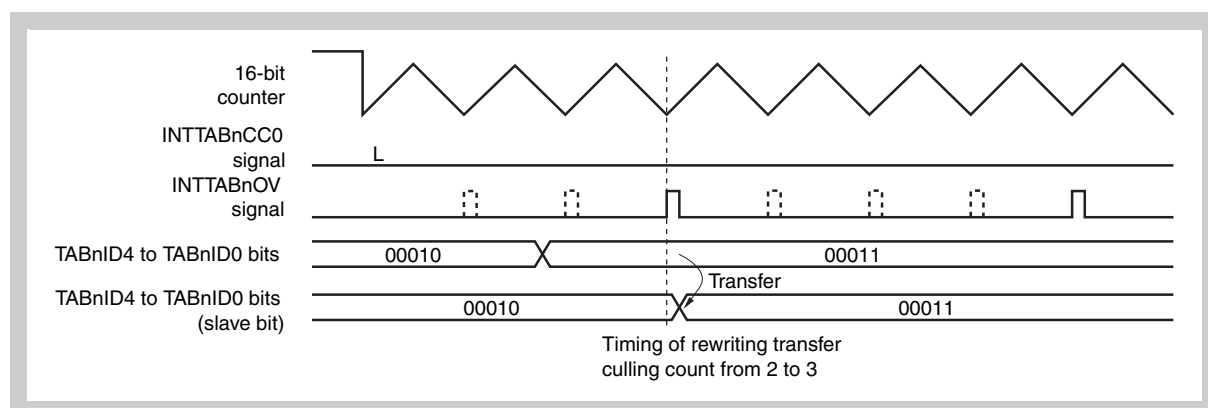 16-bit
counter
INTTABnCC0
signal
L
INTTABnOV
signal
TABnID4 to TABnID0 bits
00010
00011
Transfer
TABnID4 to TABnID0 bits
(slave bit)
00010
00011
Timing of rewriting transfer
culling count from 2 to 3